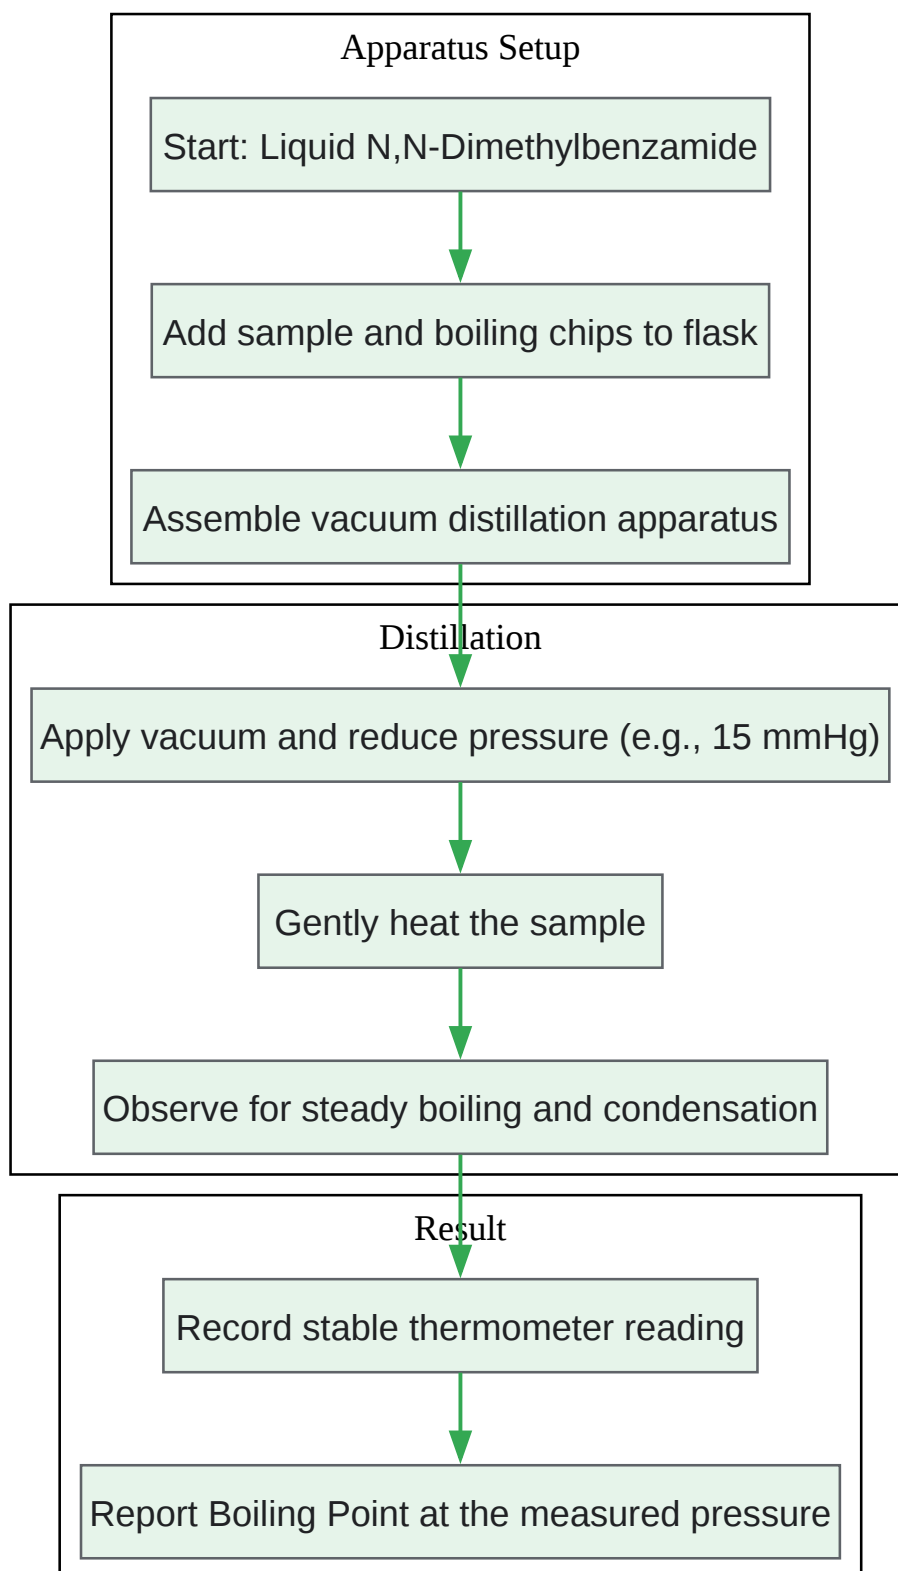 Apparatus Setup
Start: Liquid N,N-Dimethylbenzamide
Add sample and boiling chips to flask
Assemble vacuum distillation apparatus
Distillation
Apply vacuum and reduce pressure (e.g., 15 mmHg)
Gently heat the sample
Observe for steady boiling and condensation
Result
Record stable thermometer reading
Report Boiling Point at the measured pressure